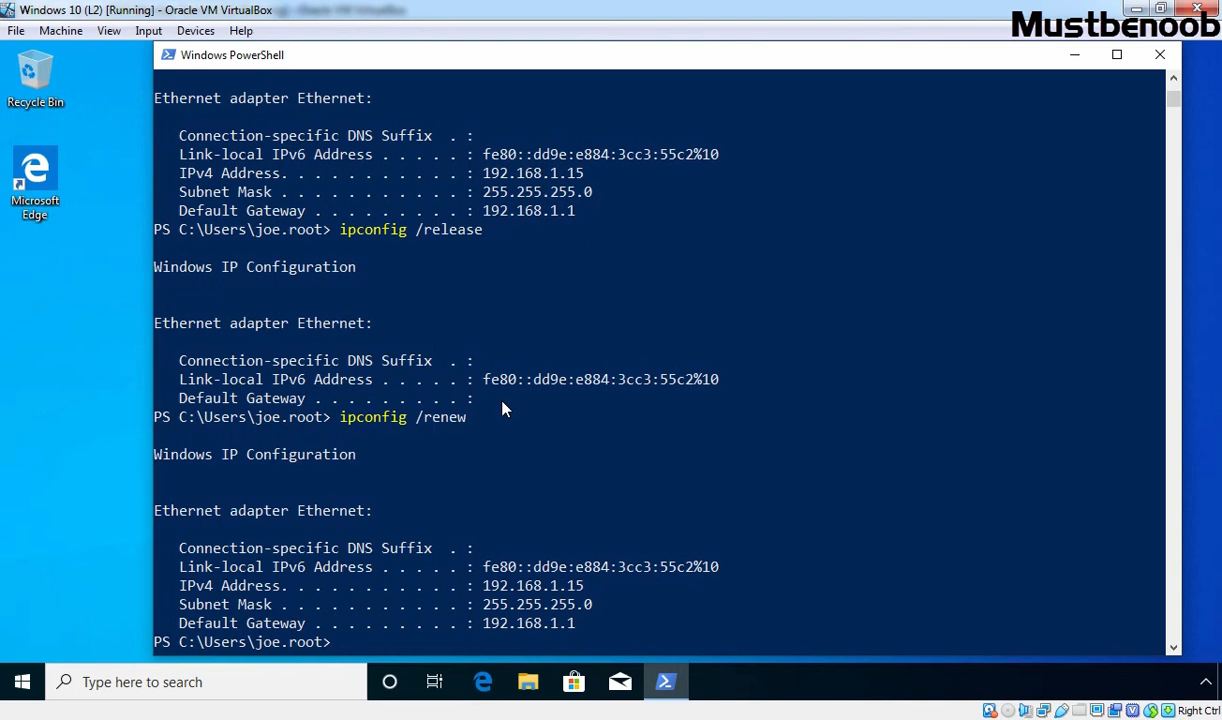 Windows 10 (L2) [Running] - Oracle VM VirtualBox
Mustbenoob
File Machine View Input Devices Help
Windows PowerShell
Recycle Bin
Microsoft
Edge
Ethernet adapter Ethernet:
Connection-specific DNS Suffix . :
Link-local IPv6 Address . . . . . : fe80::dd9e:e884:3cc3:55c2%10
IPv4 Address. . . . . . . . . . . : 192.168.1.15
Subnet Mask . . . . . . . . . . . : 255.255.255.0
Default Gateway . . . . . . . . . : 192.168.1.1
PS C:\Users\joe.root> ipconfig /release
Windows IP Configuration
Ethernet adapter Ethernet:
Connection-specific DNS Suffix . :
Link-local IPv6 Address . . . . . : fe80::dd9e:e884:3cc3:55c2%10
Default Gateway . . . . . . . . . :
PS C:\Users\joe.root> ipconfig /renew
Windows IP Configuration
Ethernet adapter Ethernet:
Connection-specific DNS Suffix . :
Link-local IPv6 Address . . . . . : fe80::dd9e:e884:3cc3:55c2%10
IPv4 Address. . . . . . . . . . . : 192.168.1.15
Subnet Mask . . . . . . . . . . . : 255.255.255.0
Default Gateway . . . . . . . . . : 192.168.1.1
PS C:\Users\joe.root>
Type here to search
Right Ctrl